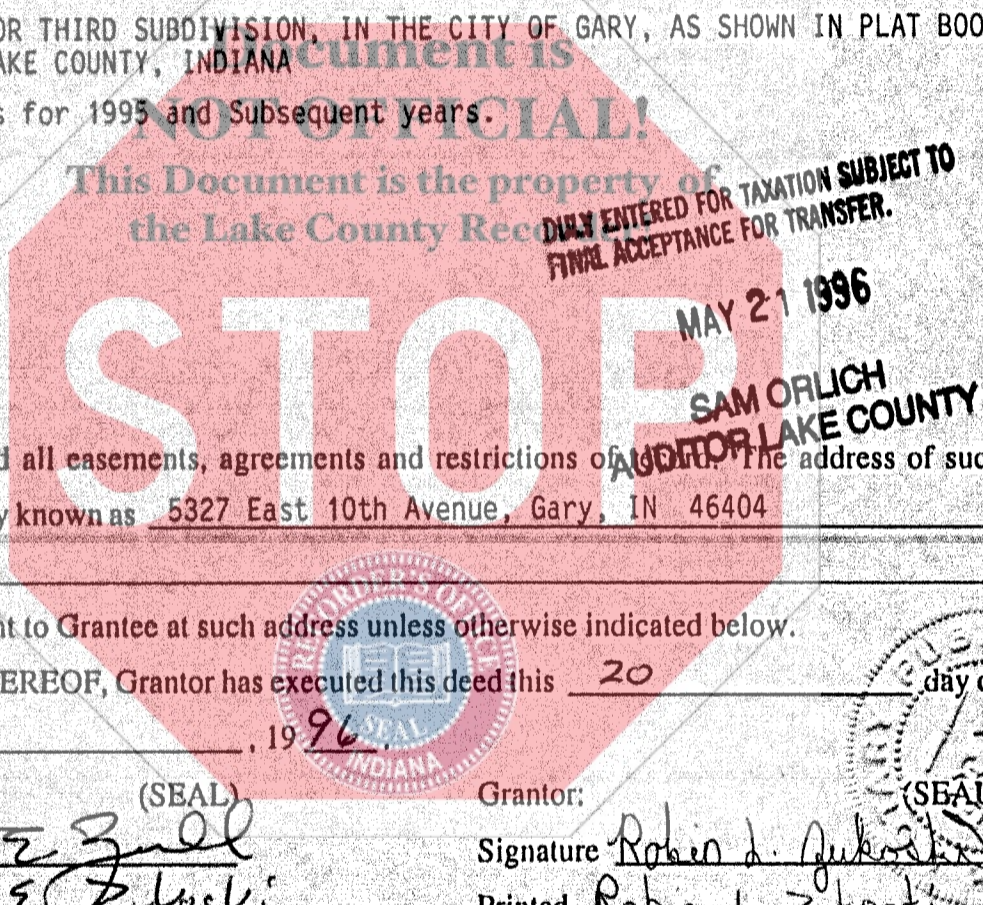 OR THIRD SUBDIVISION, IN THE CITY OF GARY, AS SHOWN IN PLAT BOO
AKE COUNTY, INDIANA
Document is
s for 1995 and Subsequent years.
NOT OFFICIAL!
This Document is the property of
the Lake County Recorder!
DULY ENTERED FOR TAXATION SUBJECT TO
FINAL ACCEPTANCE FOR TRANSFER.
MAY 21 1996
STOP
SAM ORLICH
AUDITOR LAKE COUNTY
d all easements, agreements and restrictions of The address of suc
y known as 5327 East 10th Avenue, Gary, IN 46404
nt to Grantee at such address unless otherwise indicated below.
EREOF, Grantor has executed this deed this 20 day o
, 19 96.
RECORDER'S OFFICE
SEAL
INDIANA
(SEAL) Grantor: (SEAL
Signature Robin L.
Printed Robin L.